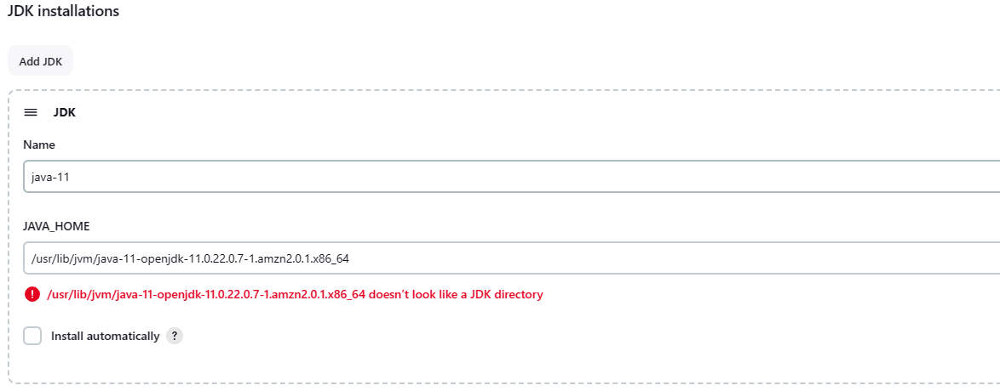 JDK installations
Add JDK
JDK
Name
java-11
JAVA_HOME
/usr/lib/jvm/java-11-openjdk-11.0.22.0.7-1.amzn2.0.1.x86_64
! /usr/lib/jvm/java-11-openjdk-11.0.22.0.7-1.amzn2.0.1.x86_64 doesn't look like a JDK directory
Install automatically ?